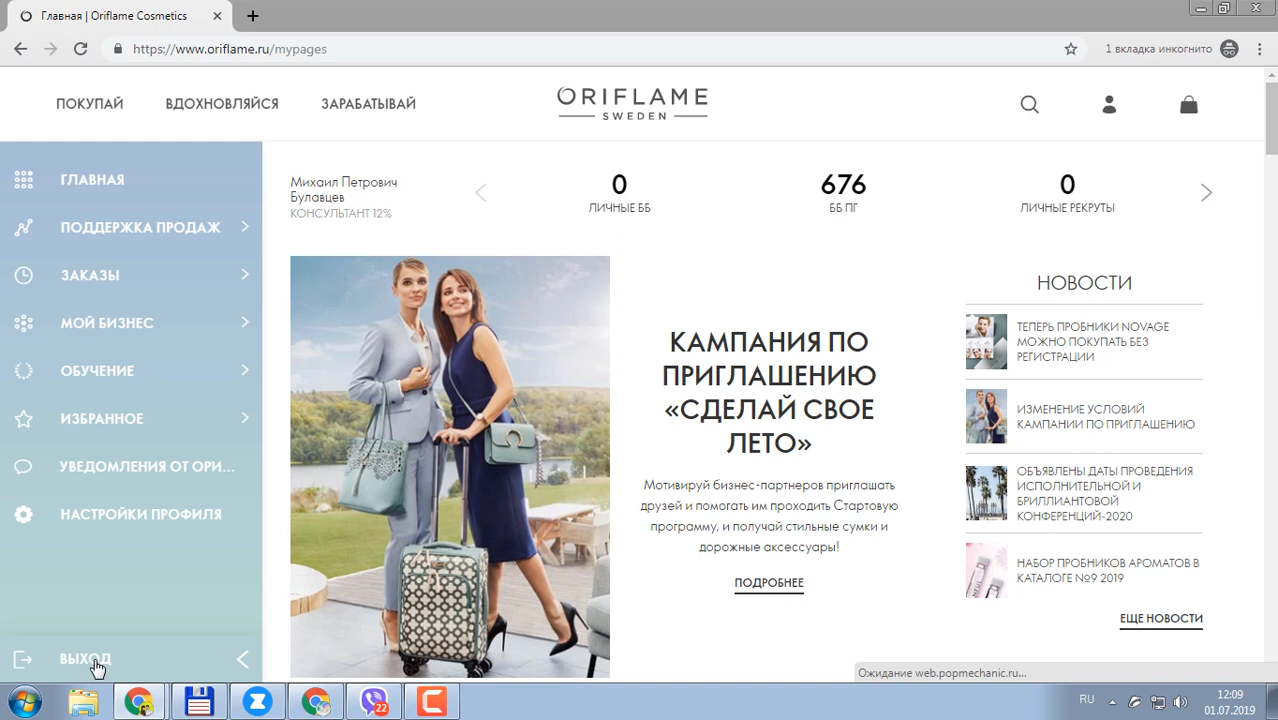 Главная | Oriflame Cosmetics
https://www.oriflame.ru/mypages
1 вкладка инкогнито
ПОКУПАЙ
ВДОХНОВЛЯЙСЯ
ЗАРАБАТЫВАЙ
ORIFLAME
SWEDEN
ГЛАВНАЯ
ПОДДЕРЖКА ПРОДАЖ
ЗАКАЗЫ
МОЙ БИЗНЕС
ОБУЧЕНИЕ
ИЗБРАННОЕ
УВЕДОМЛЕНИЯ ОТ ОРИ...
НАСТРОЙКИ ПРОФИЛЯ
ВЫХОД
Михаил Петрович
Булавцев
КОНСУЛЬТАНТ 12%
0
ЛИЧНЫЕ ББ
676
ББ ПГ
0
ЛИЧНЫЕ РЕКРУТЫ
КАМПАНИЯ ПО
ПРИГЛАШЕНИЮ
«СДЕЛАЙ СВОЕ
ЛЕТО»
Мотивируй бизнес-партнеров приглашать
друзей и помогать им проходить Стартовую
программу, и получай стильные сумки и
дорожные аксессуары!
ПОДРОБНЕЕ
НОВОСТИ
ТЕПЕРЬ ПРОБНИКИ NOVAGE
МОЖНО ПОКУПАТЬ БЕЗ
РЕГИСТРАЦИИ
ИЗМЕНЕНИЕ УСЛОВИЙ
КАМПАНИИ ПО ПРИГЛАШЕНИЮ
ОБЪЯВЛЕНЫ ДАТЫ ПРОВЕДЕНИЯ
ИСПОЛНИТЕЛЬНОЙ И
БРИЛЛИАНТОВОЙ
КОНФЕРЕНЦИЙ-2020
НАБОР ПРОБНИКОВ АРОМАТОВ В
КАТАЛОГЕ №9 2019
ЕЩЕ НОВОСТИ
Ожидание web.popmechanic.ru...
22
RU
12:09
01.07.2019